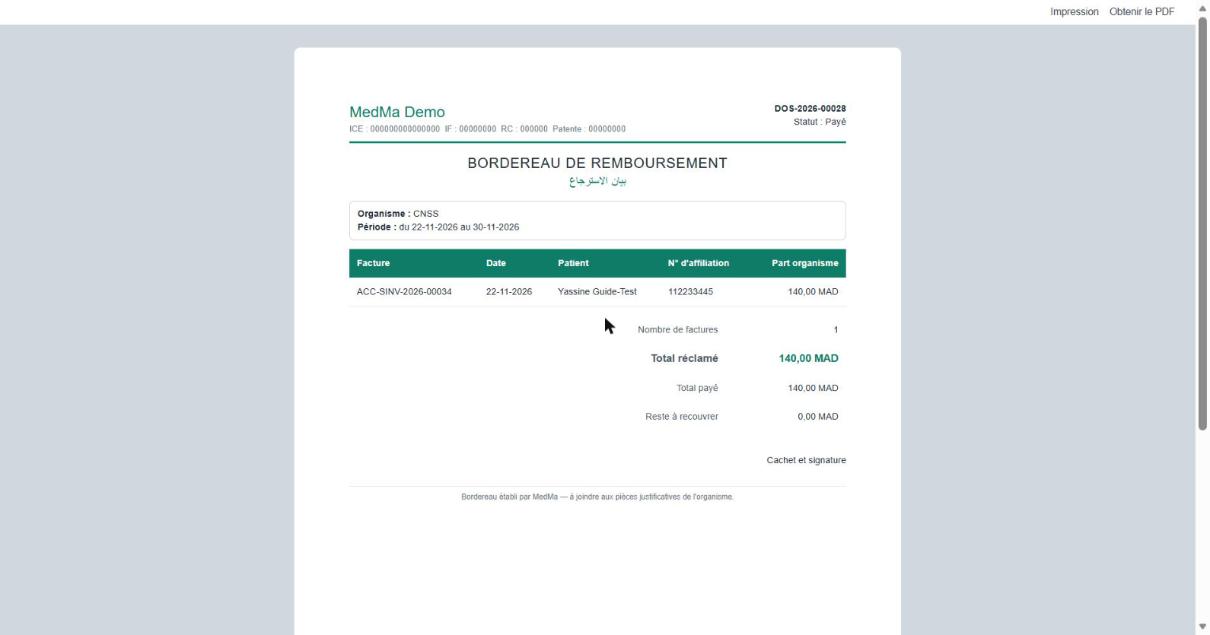 Impression Obtenir le PDF
MedMa Demo
DOS-2026-00028
ICE : 000000000000000 IF : 00000000 RC : 000000 Patente : 00000000
Statut : Payé
BORDEREAU DE REMBOURSEMENT
بيان الاسترجاع
Organisme : CNSS
Période : du 22-11-2026 au 30-11-2026
Facture Date Patient N° d'affiliation Part organisme
ACC-SINV-2026-00034 22-11-2026 Yassine Guide-Test 112233445 140,00 MAD
Nombre de factures 1
Total réclamé 140,00 MAD
Total payé 140,00 MAD
Reste à recouvrer 0,00 MAD
Cachet et signature
Bordereau établi par MedMa — à joindre aux pièces justificatives de l'organisme.